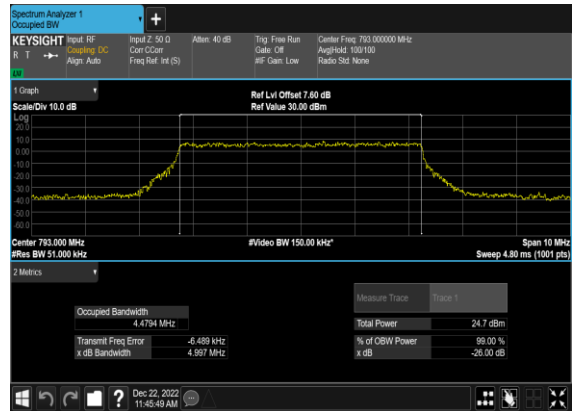 Spectrum Analyzer 1
Occupied BW
+
KEYSIGHT Input: RF Input Z: 50 Ω Atten: 40 dB Trig: Free Run Center Freq: 793.000000 MHz
R T Coupling: DC Corr CCorr Gate: Off Avg|Hold: 100/100
Align: Auto Freq Ref: Int (S) #IF Gain: Low Radio Std: None
LW
1 Graph
Ref Lvl Offset 7.60 dB
Scale/Div 10.0 dB Ref Value 30.00 dBm
Log
20.0
10.0
0.00
-10.0
-20.0
-30.0
-40.0
-50.0
-60.0
Center 793.000 MHz #Video BW 150.00 kHz* Span 10 MHz
#Res BW 51.000 kHz Sweep 4.80 ms (1001 pts)
2 Metrics
Measure Trace Trace 1
Occupied Bandwidth
4.4794 MHz Total Power 24.7 dBm
Transmit Freq Error -6.489 kHz % of OBW Power 99.00 %
x dB Bandwidth 4.997 MHz x dB -26.00 dB
? Dec 22, 2022
11:45:49 AM